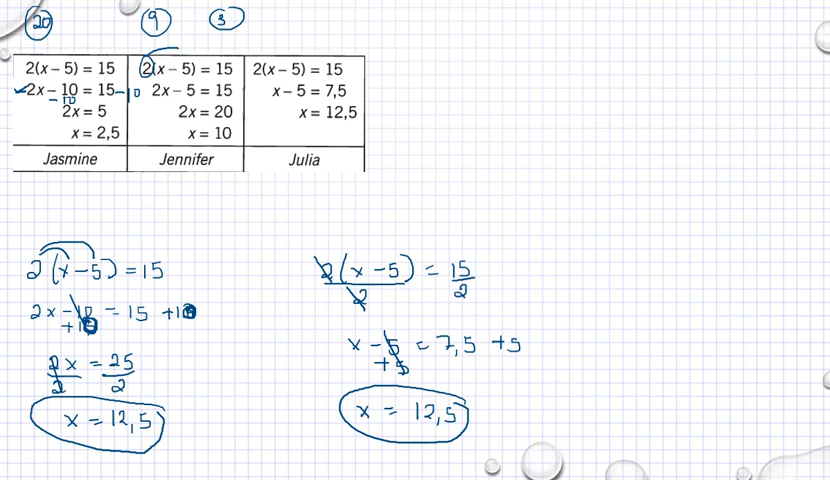 20 9 3
2(x – 5) = 15 2(x – 5) = 15 2(x – 5) = 15
2x – 10 = 15 –10 2x – 5 = 15 x – 5 = 7,5
–10
2x = 5 2x = 20 x = 12,5
x = 2,5 x = 10
Jasmine Jennifer Julia
2(x – 5) = 15
2x – 10 = 15 + 10
+10
2x = 25
2 2
x = 12,5
2(x – 5) = 15
2 2
x – 5 = 7,5 + 5
+ 5
x = 12,5